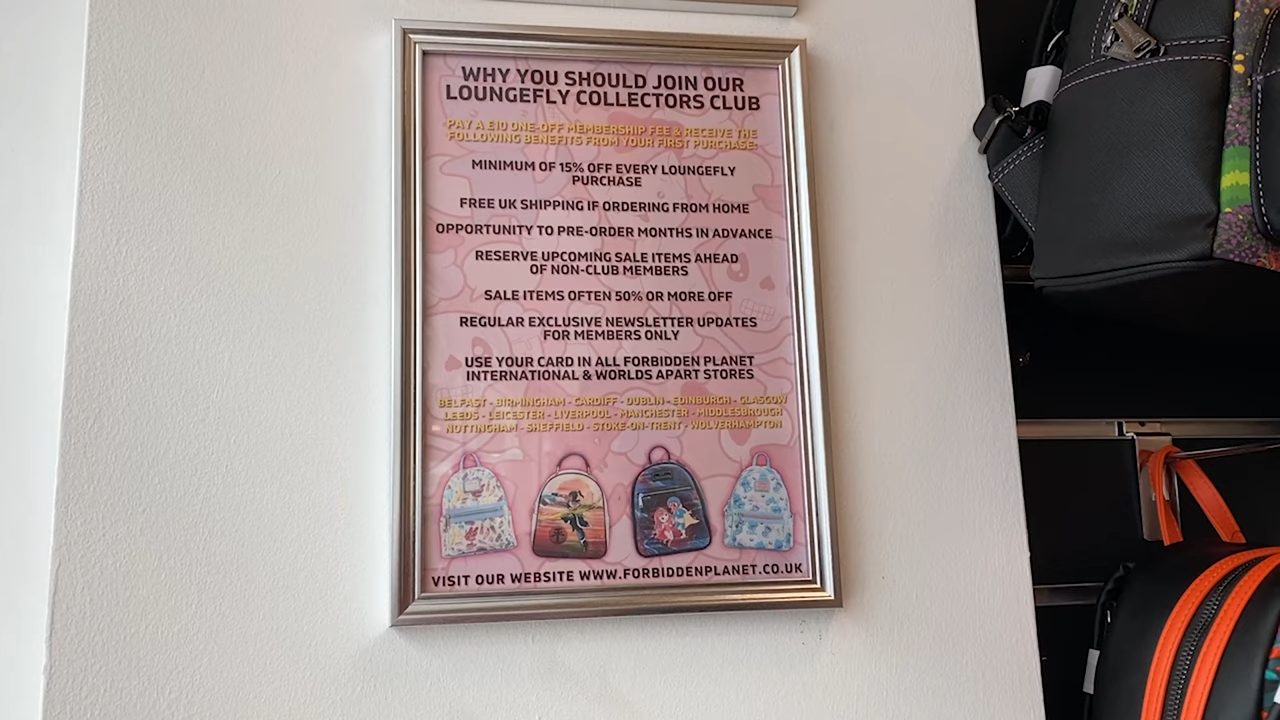 WHY YOU SHOULD JOIN OUR
LOUNGEFLY COLLECTORS CLUB
PAY A £10 ONE-OFF MEMBERSHIP FEE & RECEIVE THE
FOLLOWING BENEFITS FROM YOUR FIRST PURCHASE:
MINIMUM OF 15% OFF EVERY LOUNGEFLY
PURCHASE
FREE UK SHIPPING IF ORDERING FROM HOME
OPPORTUNITY TO PRE-ORDER MONTHS IN ADVANCE
RESERVE UPCOMING SALE ITEMS AHEAD
OF NON-CLUB MEMBERS
SALE ITEMS OFTEN 50% OR MORE OFF
REGULAR EXCLUSIVE NEWSLETTER UPDATES
FOR MEMBERS ONLY
USE YOUR CARD IN ALL FORBIDDEN PLANET
INTERNATIONAL & WORLDS APART STORES
BELFAST - BIRMINGHAM - CARDIFF - DUBLIN - EDINBURGH - GLASGOW
LEEDS - LEICESTER - LIVERPOOL - MANCHESTER - MIDDLESBROUGH
NOTTINGHAM - SHEFFIELD - STOKE-ON-TRENT - WOLVERHAMPTON
VISIT OUR WEBSITE WWW.FORBIDDENPLANET.CO.UK